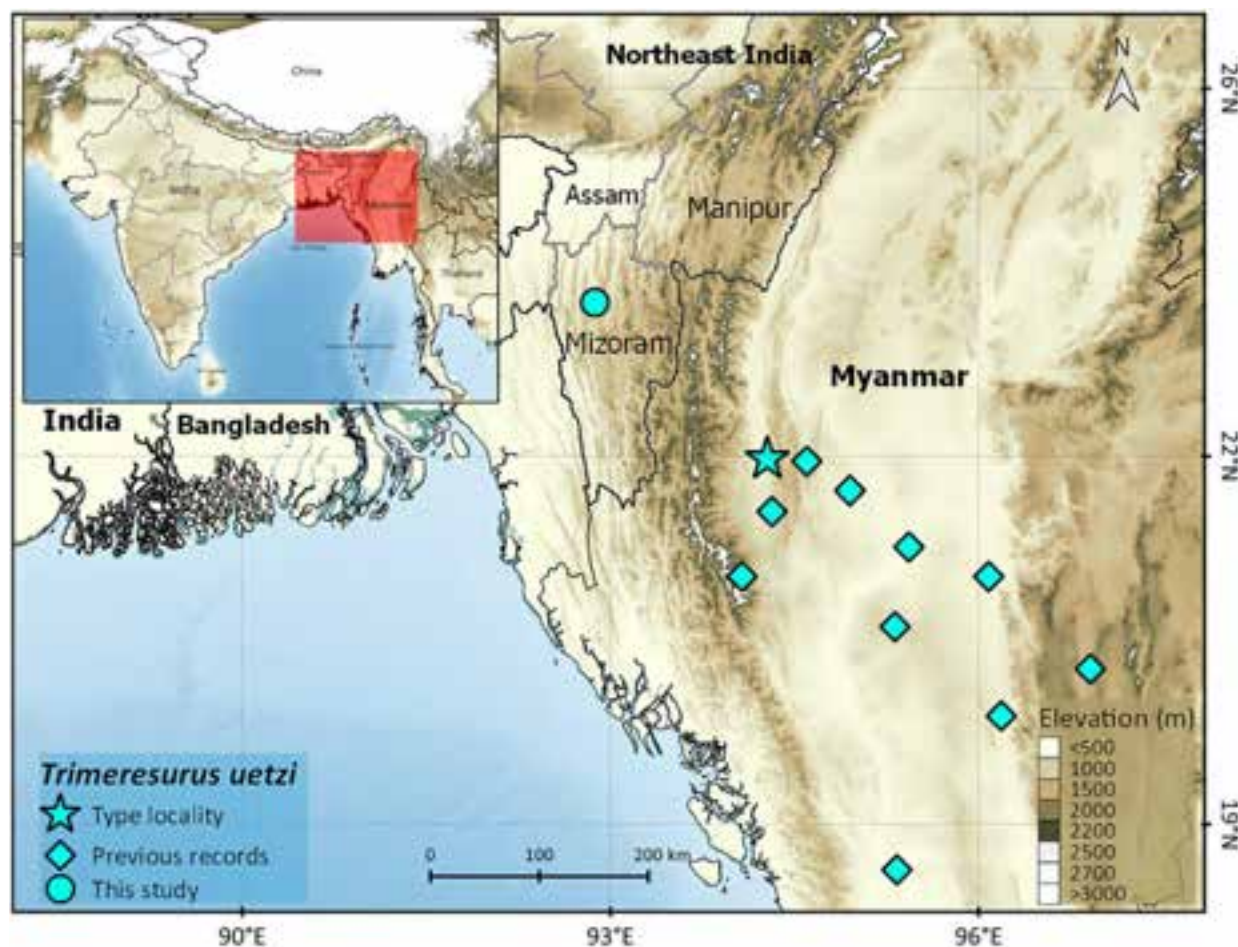 China
India
Northeast India
N
26°N
Assam
Manipur
Mizoram
Myanmar
India
Bangladesh
22°N
Trimeresurus uetzi
Type locality
Previous records
This study
0 100 200 km
Elevation (m)
<500
1000
1500
2000
2200
2500
2700
>3000
19°N
90°E
93°E
96°E